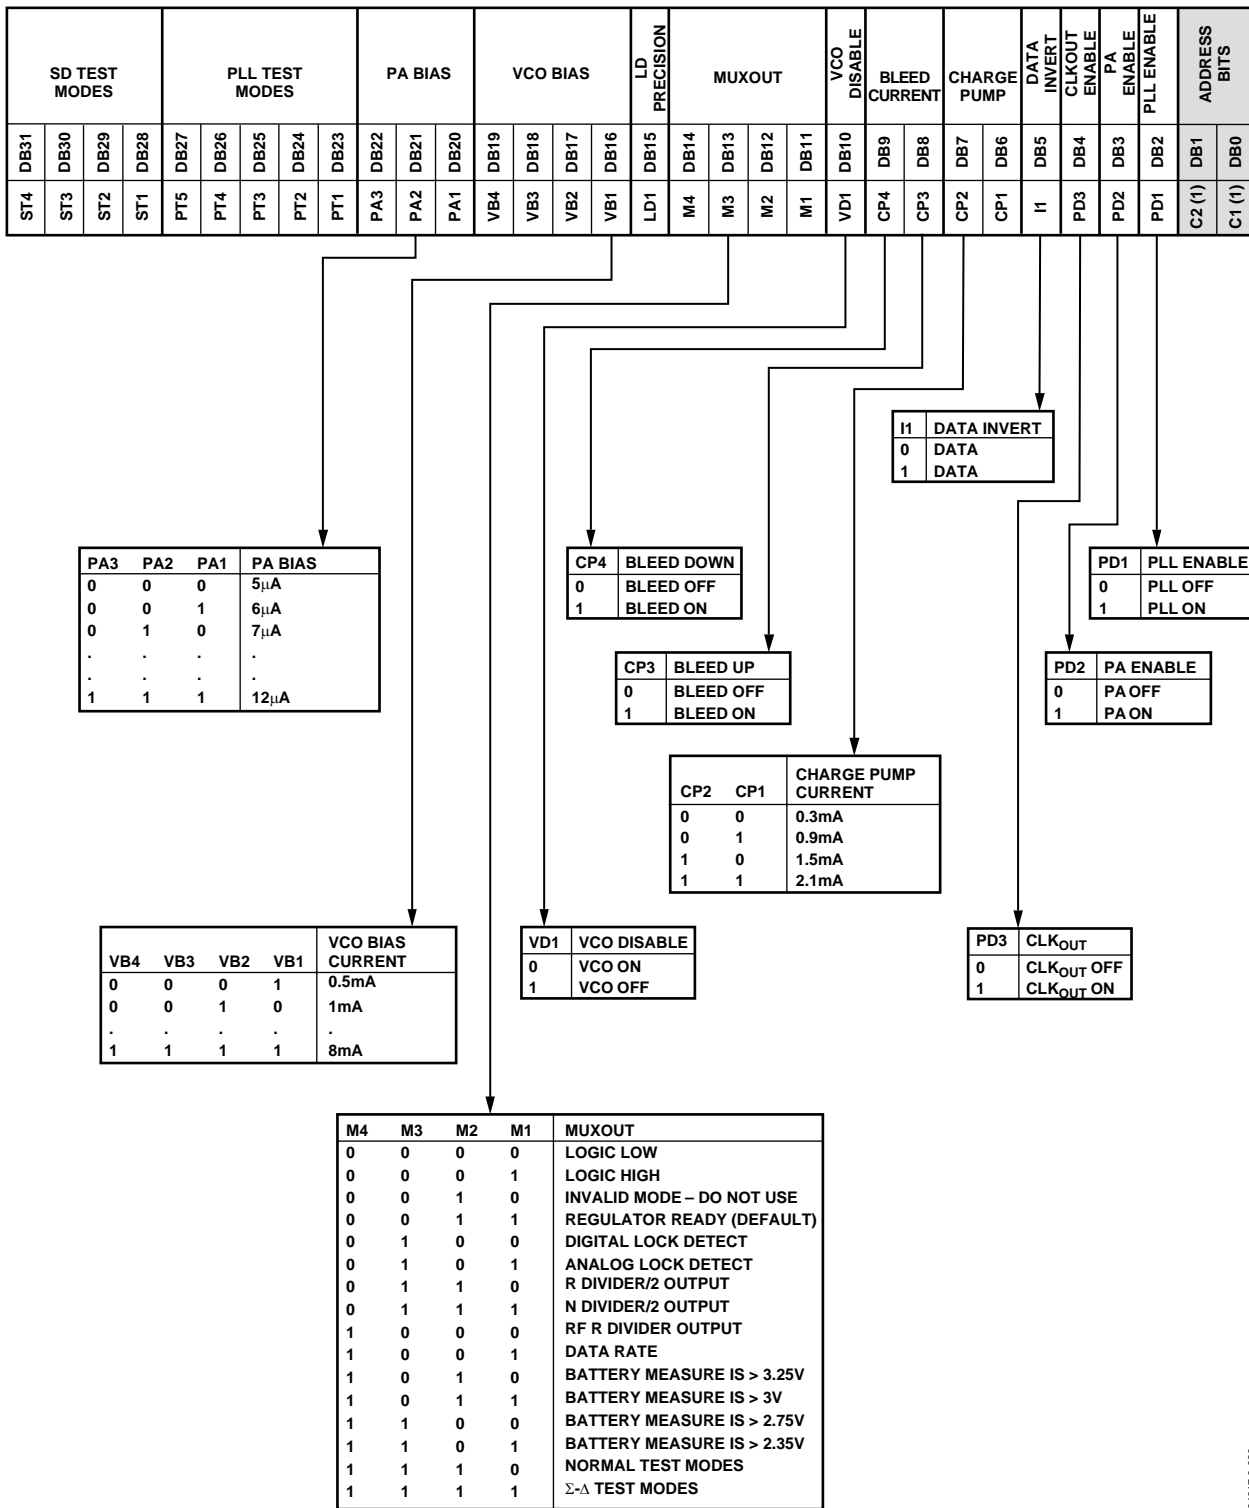 SD TEST
MODES
PLL TEST
MODES
PA BIAS
VCO BIAS
LD
PRECISION
MUXOUT
VCO
DISABLE
BLEED
CURRENT
CHARGE
PUMP
DATA
INVERT
CLKOUT
ENABLE
PA
ENABLE
PLL ENABLE
ADDRESS
BITS
DB31 DB30 DB29 DB28 DB27 DB26 DB25 DB24 DB23 DB22 DB21 DB20 DB19 DB18 DB17 DB16 DB15 DB14 DB13 DB12 DB11 DB10 DB9 DB8 DB7 DB6 DB5 DB4 DB3 DB2 DB1 DB0
ST4 ST3 ST2 ST1 PT5 PT4 PT3 PT2 PT1 PA3 PA2 PA1 VB4 VB3 VB2 VB1 LD1 M4 M3 M2 M1 VD1 CP4 CP3 CP2 CP1 I1 PD3 PD2 PD1 C2 (1) C1 (1)
I1 DATA INVERT
0 DATA
1 DATA
PA3 PA2 PA1 PA BIAS
0 0 0 5μA
0 0 1 6μA
0 1 0 7μA
. . . .
. . . .
1 1 1 12μA
CP4 BLEED DOWN
0 BLEED OFF
1 BLEED ON
PD1 PLL ENABLE
0 PLL OFF
1 PLL ON
CP3 BLEED UP
0 BLEED OFF
1 BLEED ON
PD2 PA ENABLE
0 PA OFF
1 PA ON
CHARGE PUMP
CP2 CP1 CURRENT
0 0 0.3mA
0 1 0.9mA
1 0 1.5mA
1 1 2.1mA
VCO BIAS
VB4 VB3 VB2 VB1 CURRENT
0 0 0 1 0.5mA
0 0 1 0 1mA
. . . . .
1 1 1 1 8mA
VD1 VCO DISABLE
0 VCO ON
1 VCO OFF
PD3 CLKOUT
0 CLKOUT OFF
1 CLKOUT ON
M4 M3 M2 M1 MUXOUT
0 0 0 0 LOGIC LOW
0 0 0 1 LOGIC HIGH
0 0 1 0 INVALID MODE – DO NOT USE
0 0 1 1 REGULATOR READY (DEFAULT)
0 1 0 0 DIGITAL LOCK DETECT
0 1 0 1 ANALOG LOCK DETECT
0 1 1 0 R DIVIDER/2 OUTPUT
0 1 1 1 N DIVIDER/2 OUTPUT
1 0 0 0 RF R DIVIDER OUTPUT
1 0 0 1 DATA RATE
1 0 1 0 BATTERY MEASURE IS > 3.25V
1 0 1 1 BATTERY MEASURE IS > 3V
1 1 0 0 BATTERY MEASURE IS > 2.75V
1 1 0 1 BATTERY MEASURE IS > 2.35V
1 1 1 0 NORMAL TEST MODES
1 1 1 1 Σ-Δ TEST MODES